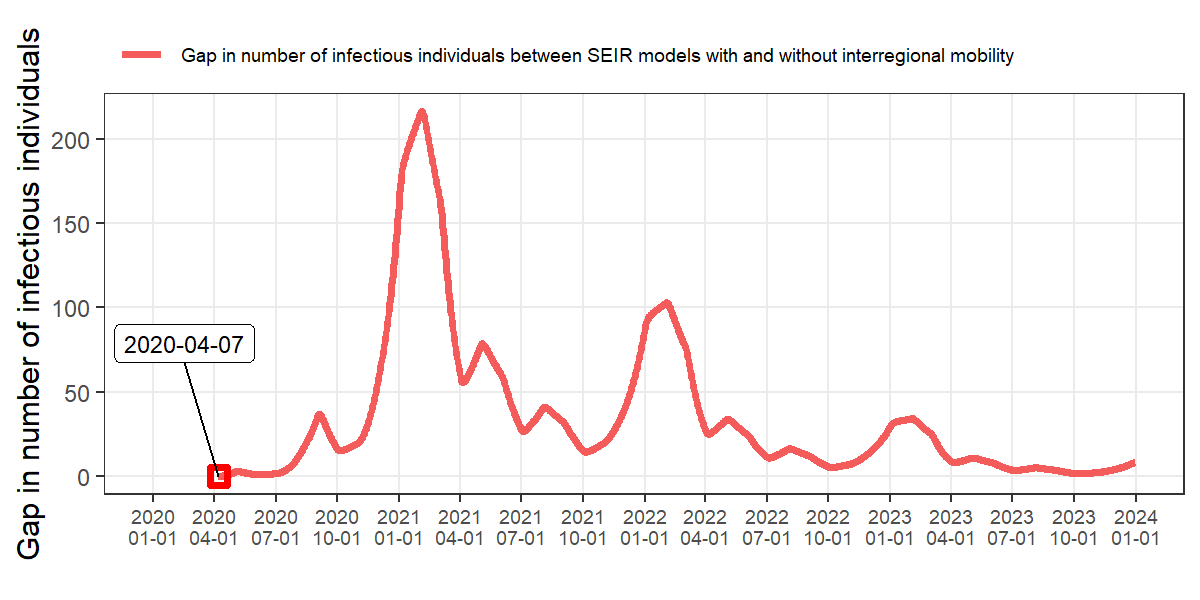 Gap in number of infectious individuals between SEIR models with and without interregional mobility
Gap in number of infectious individuals
200
150
100
50
0
2020-04-07
2020 2020 2020 2020 2021 2021 2021 2021 2022 2022 2022 2022 2023 2023 2023 2023 2024
01-01 04-01 07-01 10-01 01-01 04-01 07-01 10-01 01-01 04-01 07-01 10-01 01-01 04-01 07-01 10-01 01-01